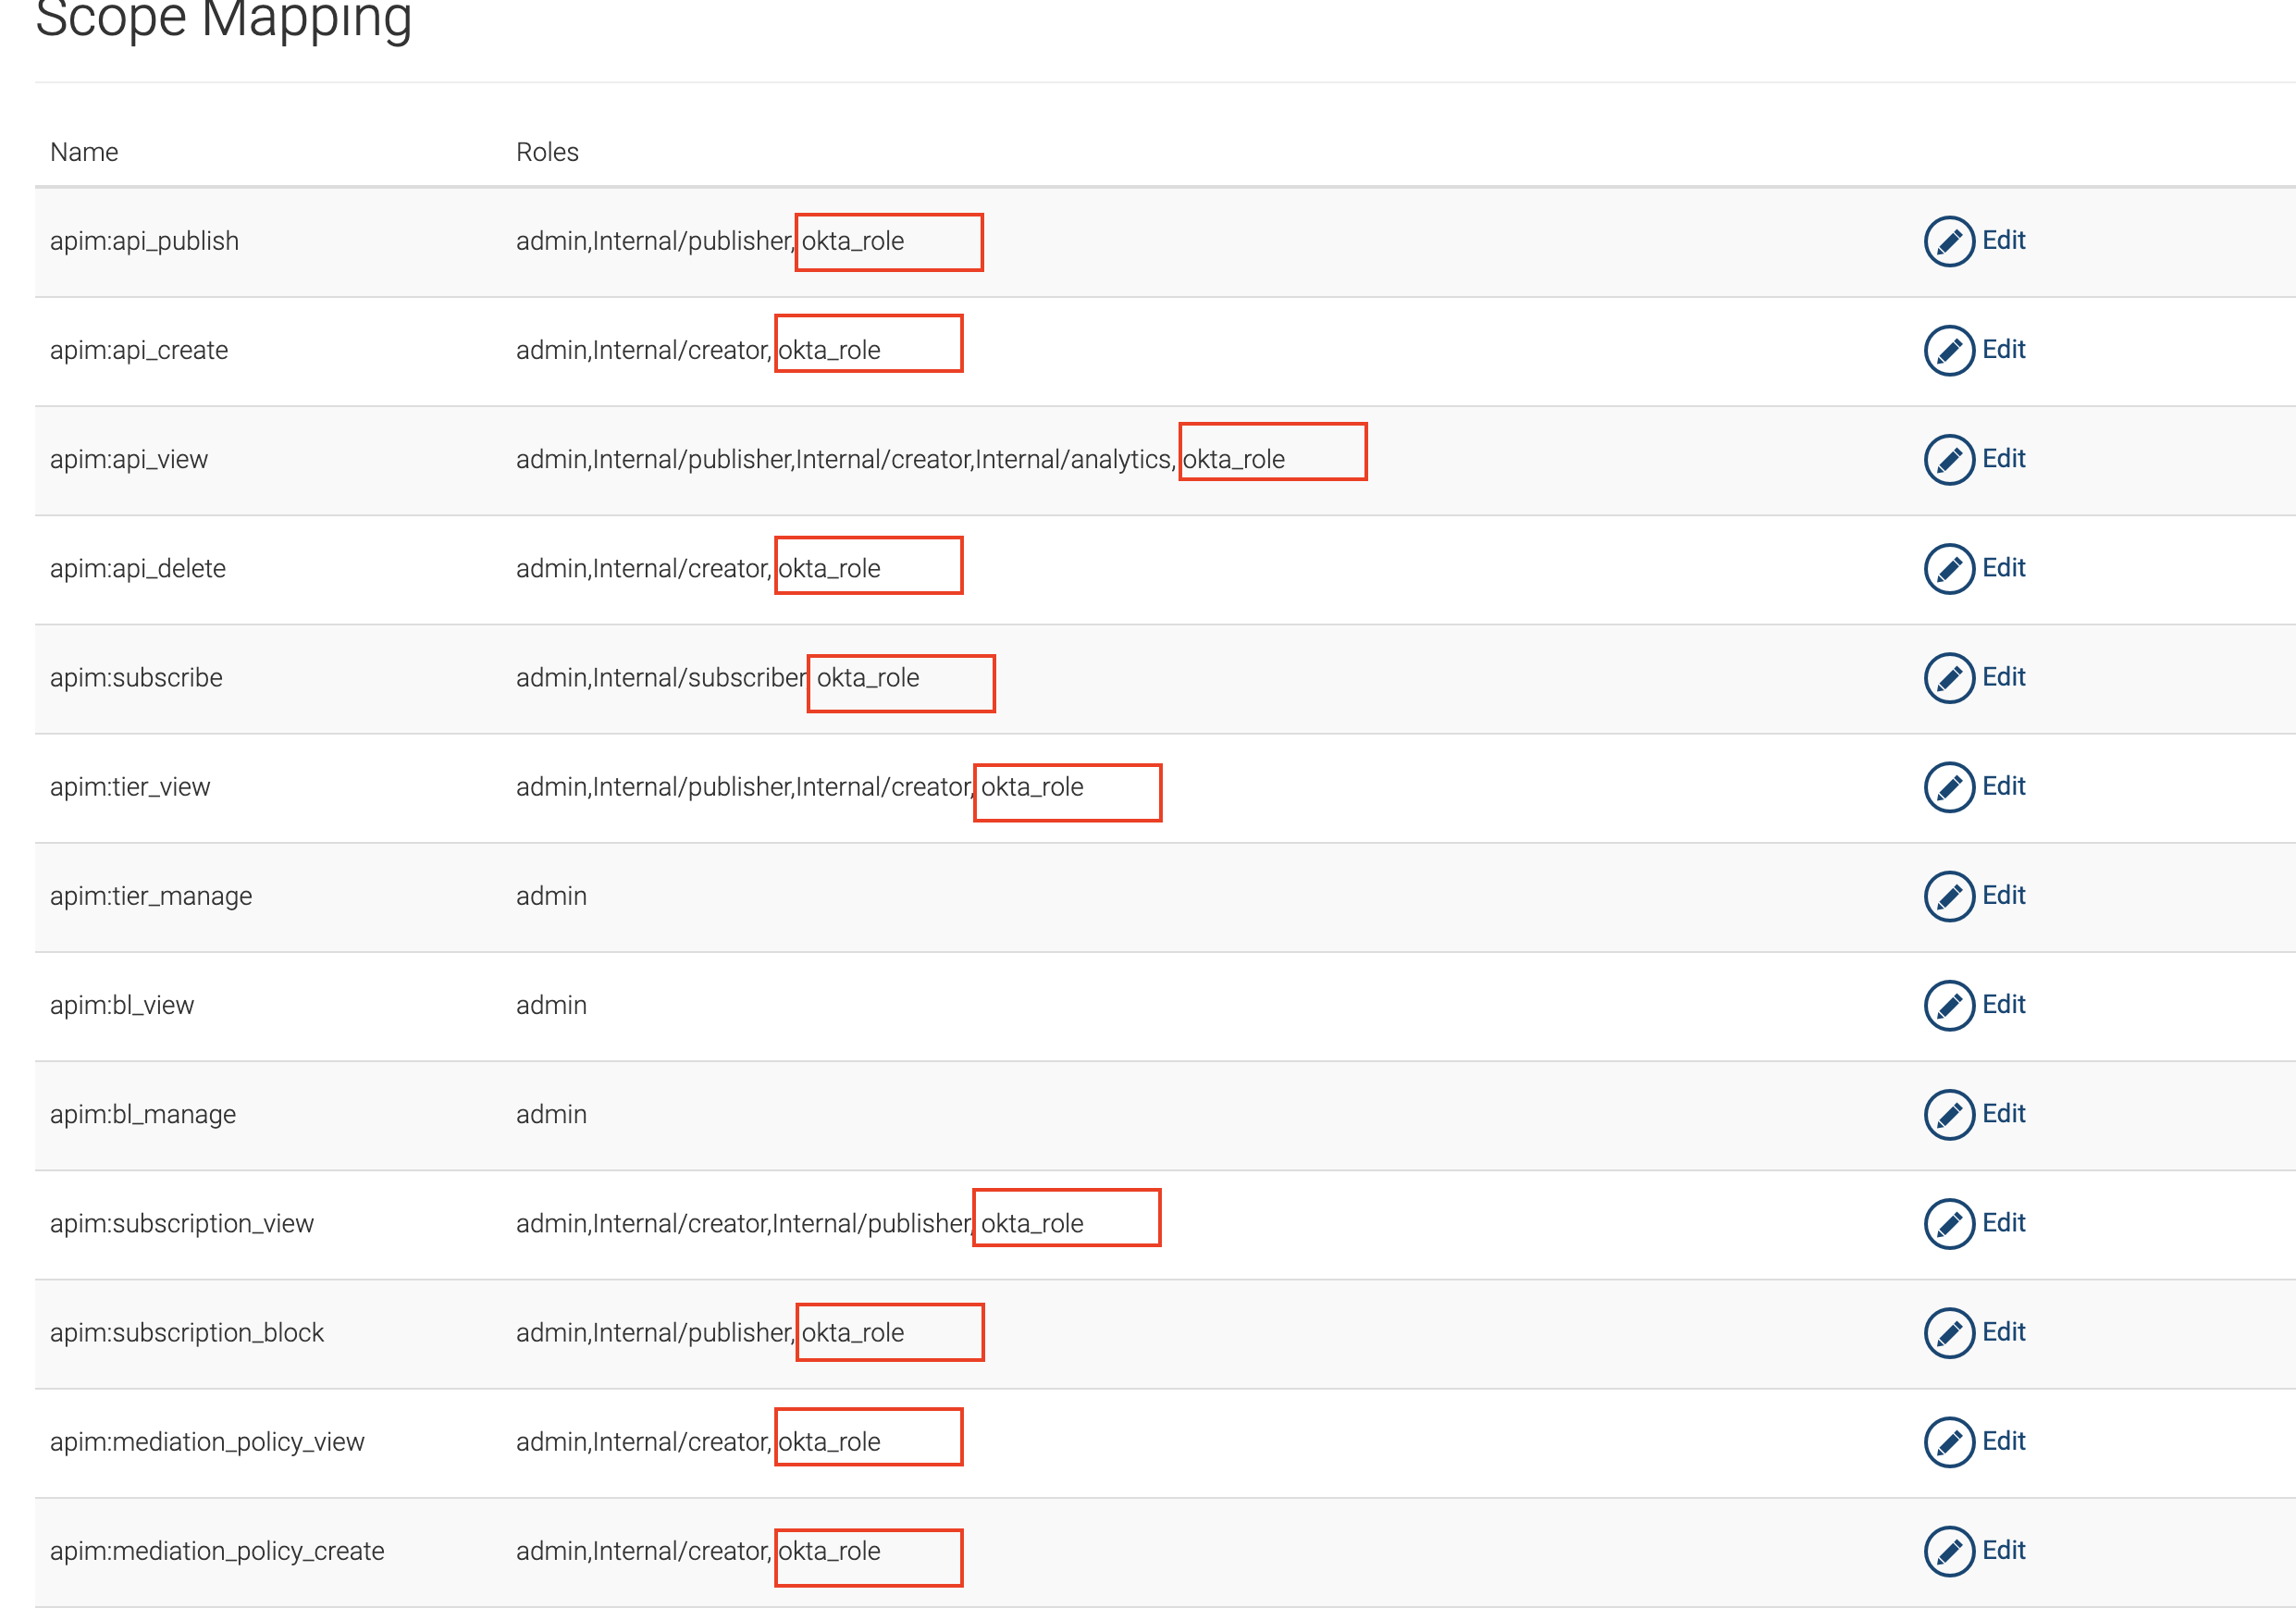 Scope Mapping
Name Roles
apim:api_publish admin,Internal/publisher, okta_role Edit
apim:api_create admin,Internal/creator, okta_role Edit
apim:api_view admin,Internal/publisher,Internal/creator,Internal/analytics, okta_role Edit
apim:api_delete admin,Internal/creator, okta_role Edit
apim:subscribe admin,Internal/subscriber okta_role Edit
apim:tier_view admin,Internal/publisher,Internal/creator, okta_role Edit
apim:tier_manage admin Edit
apim:bl_view admin Edit
apim:bl_manage admin Edit
apim:subscription_view admin,Internal/creator,Internal/publisher, okta_role Edit
apim:subscription_block admin,Internal/publisher, okta_role Edit
apim:mediation_policy_view admin,Internal/creator, okta_role Edit
apim:mediation_policy_create admin,Internal/creator, okta_role Edit